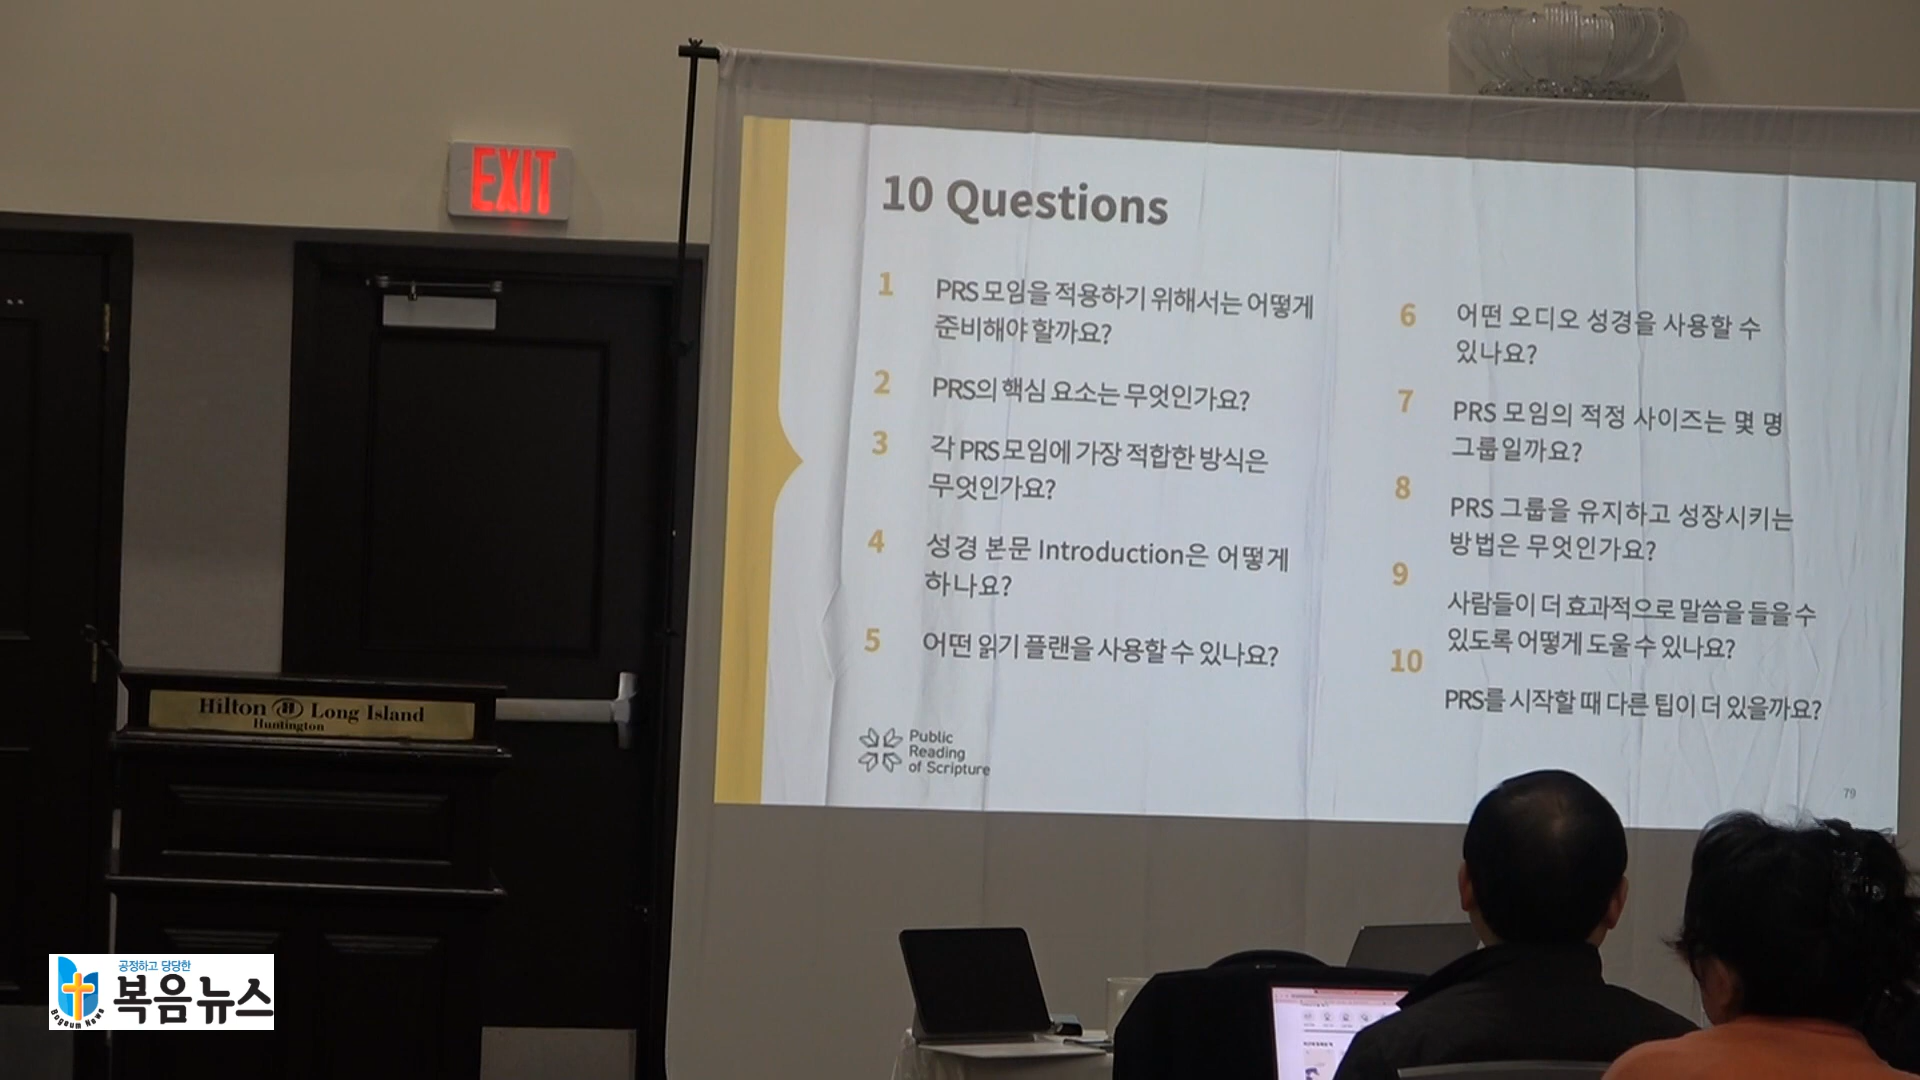 EXIT
10 Questions
1
PRS 모임을 적용하기 위해서는 어떻게
준비해야 할까요?
2
PRS의 핵심 요소는 무엇인가요?
3
각 PRS 모임에 가장 적합한 방식은
무엇인가요?
4
성경 본문 Introduction은 어떻게
하나요?
5
어떤 읽기 플랜을 사용할 수 있나요?
6
어떤 오디오 성경을 사용할 수
있나요?
7
PRS 모임의 적정 사이즈는 몇 명
그룹일까요?
8
PRS 그룹을 유지하고 성장시키는
방법은 무엇인가요?
9
사람들이 더 효과적으로 말씀을 들을 수
있도록 어떻게 도울 수 있나요?
10
PRS를 시작할 때 다른 팁이 더 있을까요?
Public
Reading
of Scripture
79
Hilton Long Island
Huntington
공정하고 당당한
복음뉴스
Bogeum News